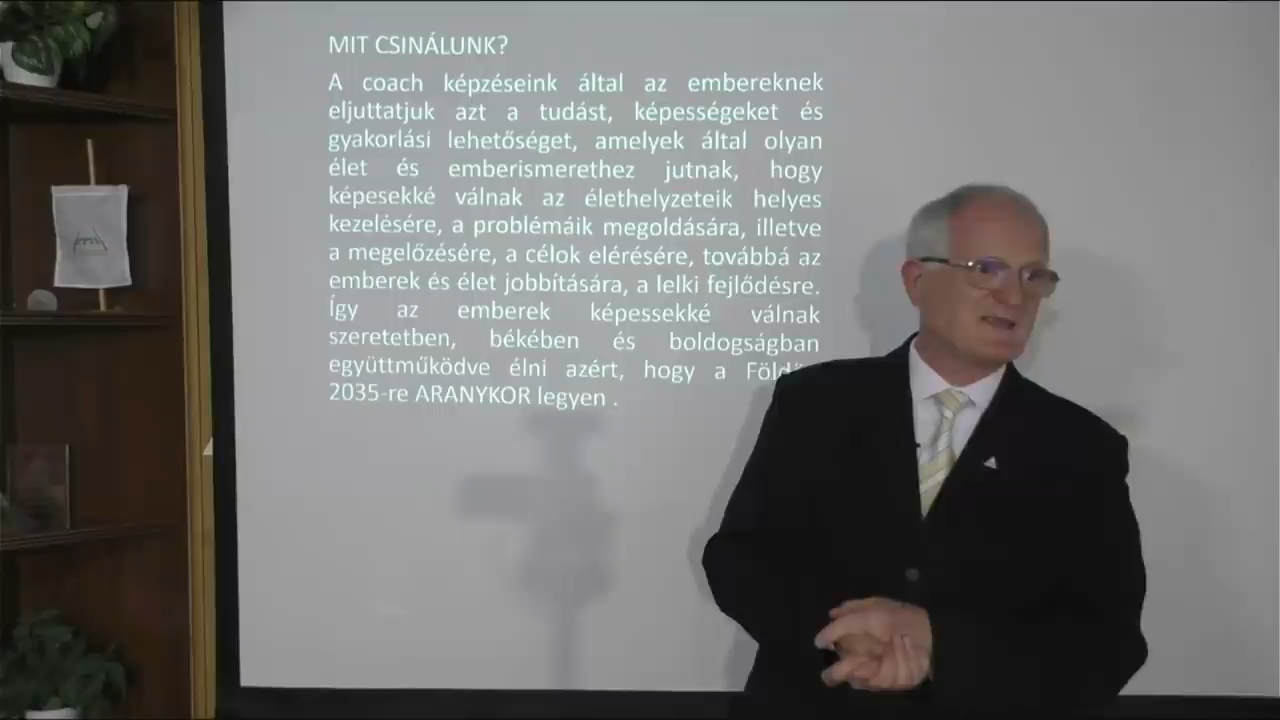 MIT CSINÁLUNK?
A coach képzéseink által az embereknek
eljuttatjuk azt a tudást, képességeket és
gyakorlási lehetőséget, amelyek által olyan
élet és emberismerethez jutnak, hogy
képesekké válnak az élethelyzeteik helyes
kezelésére, a problémáik megoldására, illetve
a megelőzésére, a célok elérésére, továbbá az
emberek és élet jobbítására, a lelki fejlődésre.
Így az emberek képessekké válnak
szeretetben, békében és boldogságban
együttműködve élni azért, hogy a
2035-re ARANYKOR legyen .